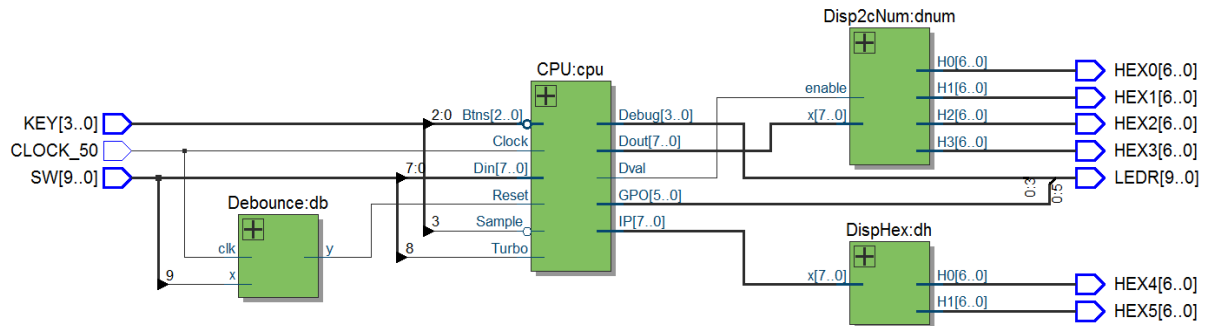 Disp2cNum:dnum
H0[6..0]
HEX0[6..0]
CPU:cpu
enable
H1[6..0]
HEX1[6..0]
KEY[3..0]
2:0
Btns[2..0]
Debug[3..0]
x[7..0]
H2[6..0]
HEX2[6..0]
CLOCK_50
Clock
Dout[7..0]
H3[6..0]
HEX3[6..0]
SW[9..0]
7:0
Din[7..0]
Dval
0:3
0:5
LEDR[9..0]
Debounce:db
Reset
GPO[5..0]
3
Sample
IP[7..0]
DispHex:dh
clk
y
8
Turbo
x
9
x[7..0]
H0[6..0]
HEX4[6..0]
H1[6..0]
HEX5[6..0]